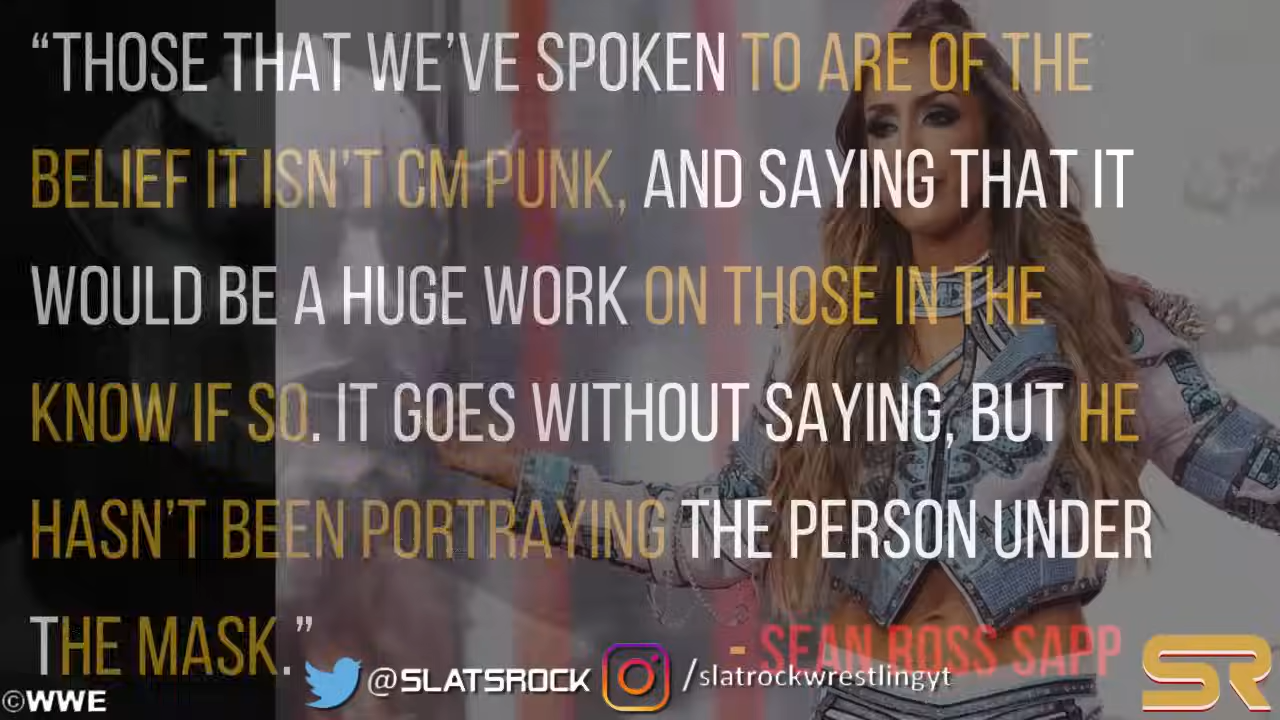 “THOSE THAT WE’VE SPOKEN TO ARE OF THE
BELIEF IT ISN’T CM PUNK, AND SAYING THAT IT
WOULD BE A HUGE WORK ON THOSE IN THE
KNOW IF SO. IT GOES WITHOUT SAYING, BUT HE
HASN’T BEEN PORTRAYING THE PERSON UNDER
THE MASK.”
- SEAN ROSS SAPP
@SLATSROCK
/slatrockwrestlingyt
SR
©WWE